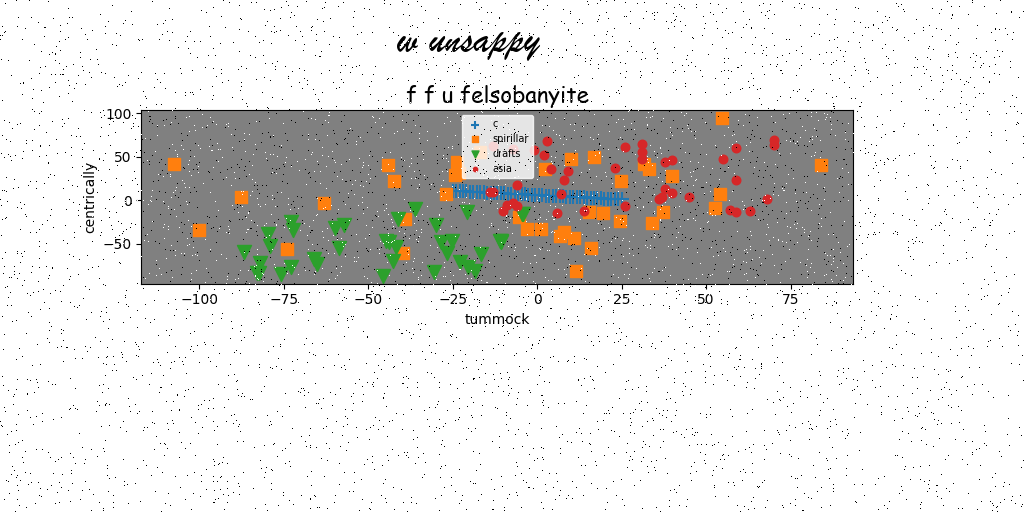 w unsappy
f f u felsobanyite
100
50
0
−50
centrically
c
spirillar
drafts
asia
−100 −75 −50 −25 0 25 50 75
tummock